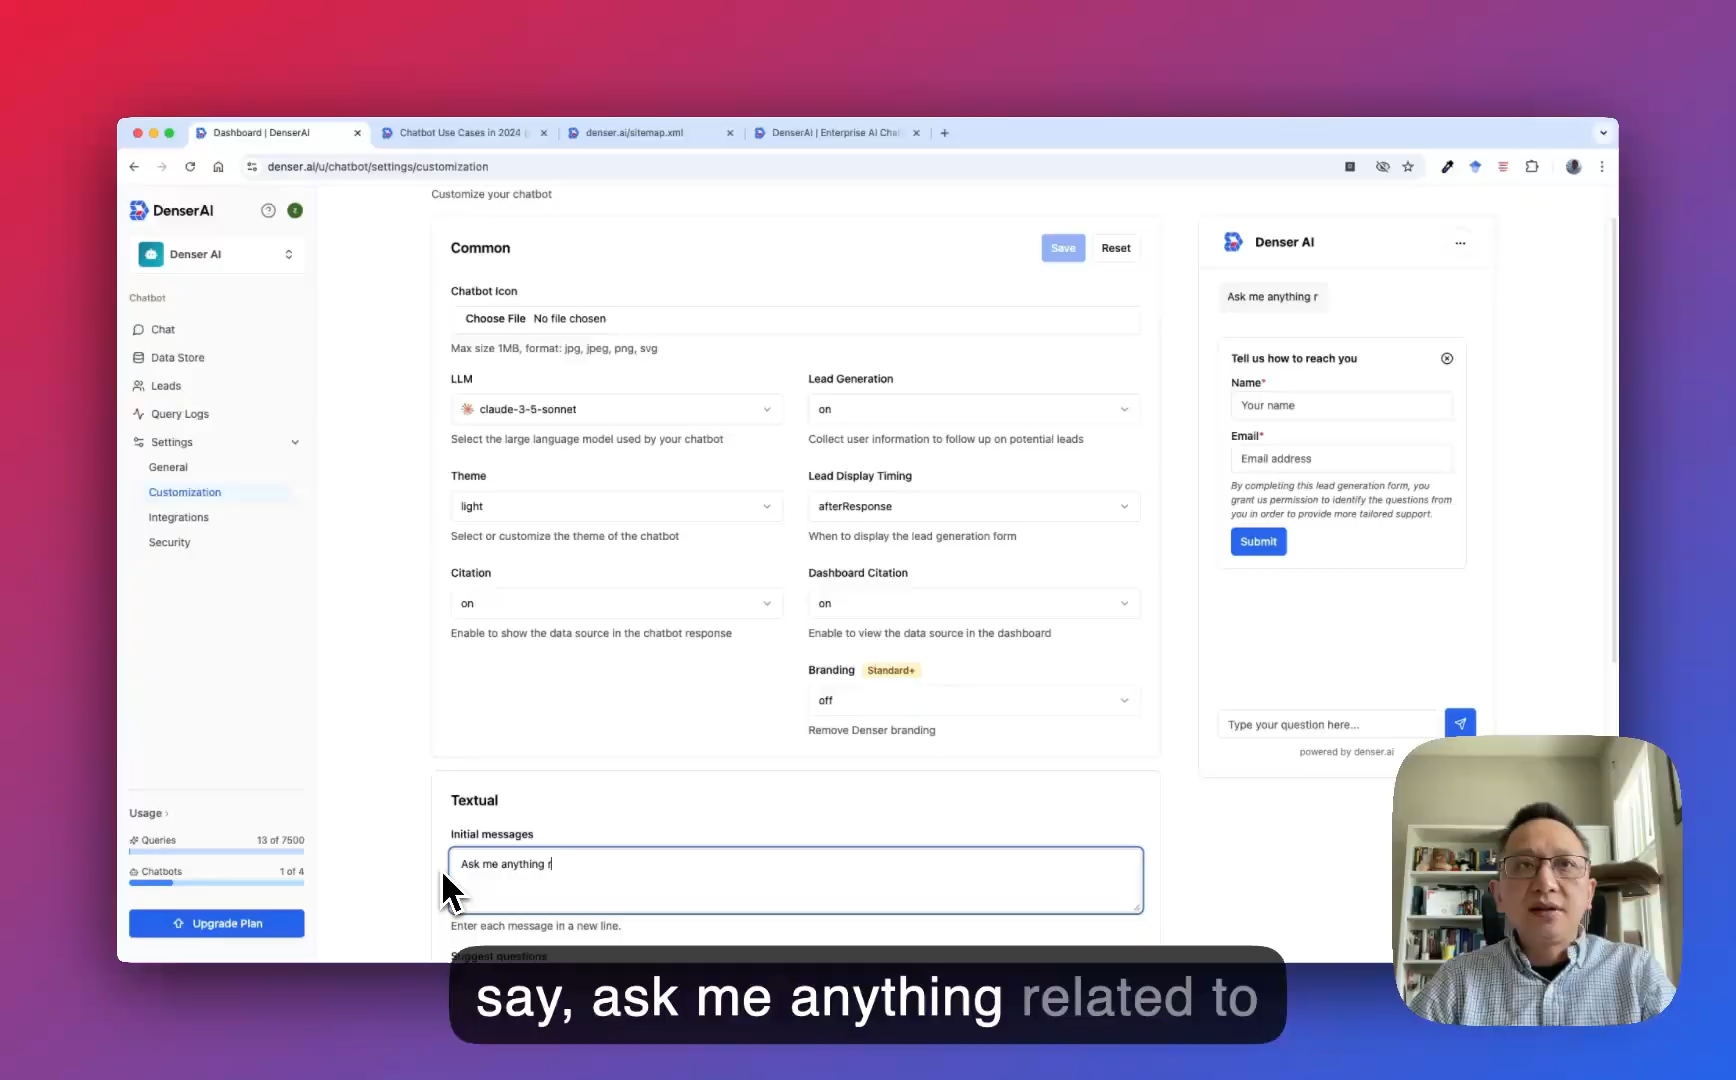 Dashboard | DenserAI
Chatbot Use Cases in 2024
denser.ai/sitemap.xml
DenserAI | Enterprise AI Cha
denser.ai/u/chatbot/settings/customization
DenserAI
Denser AI
Chatbot
Chat
Data Store
Leads
Query Logs
Settings
General
Customization
Integrations
Security
Usage
Queries 13 of 7500
Chatbots 1 of 4
Upgrade Plan
Customize your chatbot
Common
Save
Reset
Chatbot Icon
Choose File No file chosen
Max size 1MB, format: jpg, jpeg, png, svg
LLM
claude-3-5-sonnet
Select the large language model used by your chatbot
Lead Generation
on
Collect user information to follow up on potential leads
Theme
light
Select or customize the theme of the chatbot
Lead Display Timing
afterResponse
When to display the lead generation form
Citation
on
Enable to show the data source in the chatbot response
Dashboard Citation
on
Enable to view the data source in the dashboard
Branding Standard+
off
Remove Denser branding
Textual
Initial messages
Ask me anything r
Enter each message in a new line.
Suggest questions
Denser AI
...
Ask me anything r
Tell us how to reach you
Name*
Your name
Email*
Email address
By completing this lead generation form, you
grant us permission to identify the questions from
you in order to provide more tailored support.
Submit
Type your question here...
powered by denser.ai
say, ask me anything related to